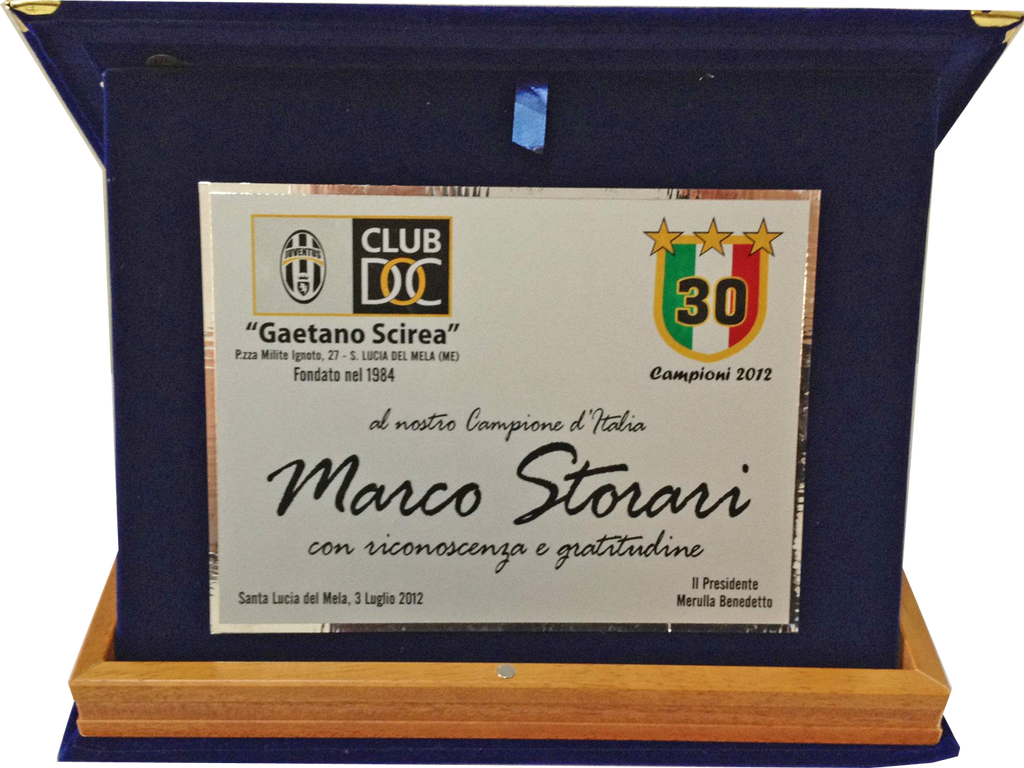 JUVENTUS
CLUB
DOC
"Gaetano Scirea"
P.zza Milite Ignoto, 27 - S. LUCIA DEL MELA (ME)
Fondato nel 1984
30
Campioni 2012
al nostro Campione d'Italia
Marco Storari
con riconoscenza e gratitudine
Santa Lucia del Mela, 3 Luglio 2012
Il Presidente
Merulla Benedetto